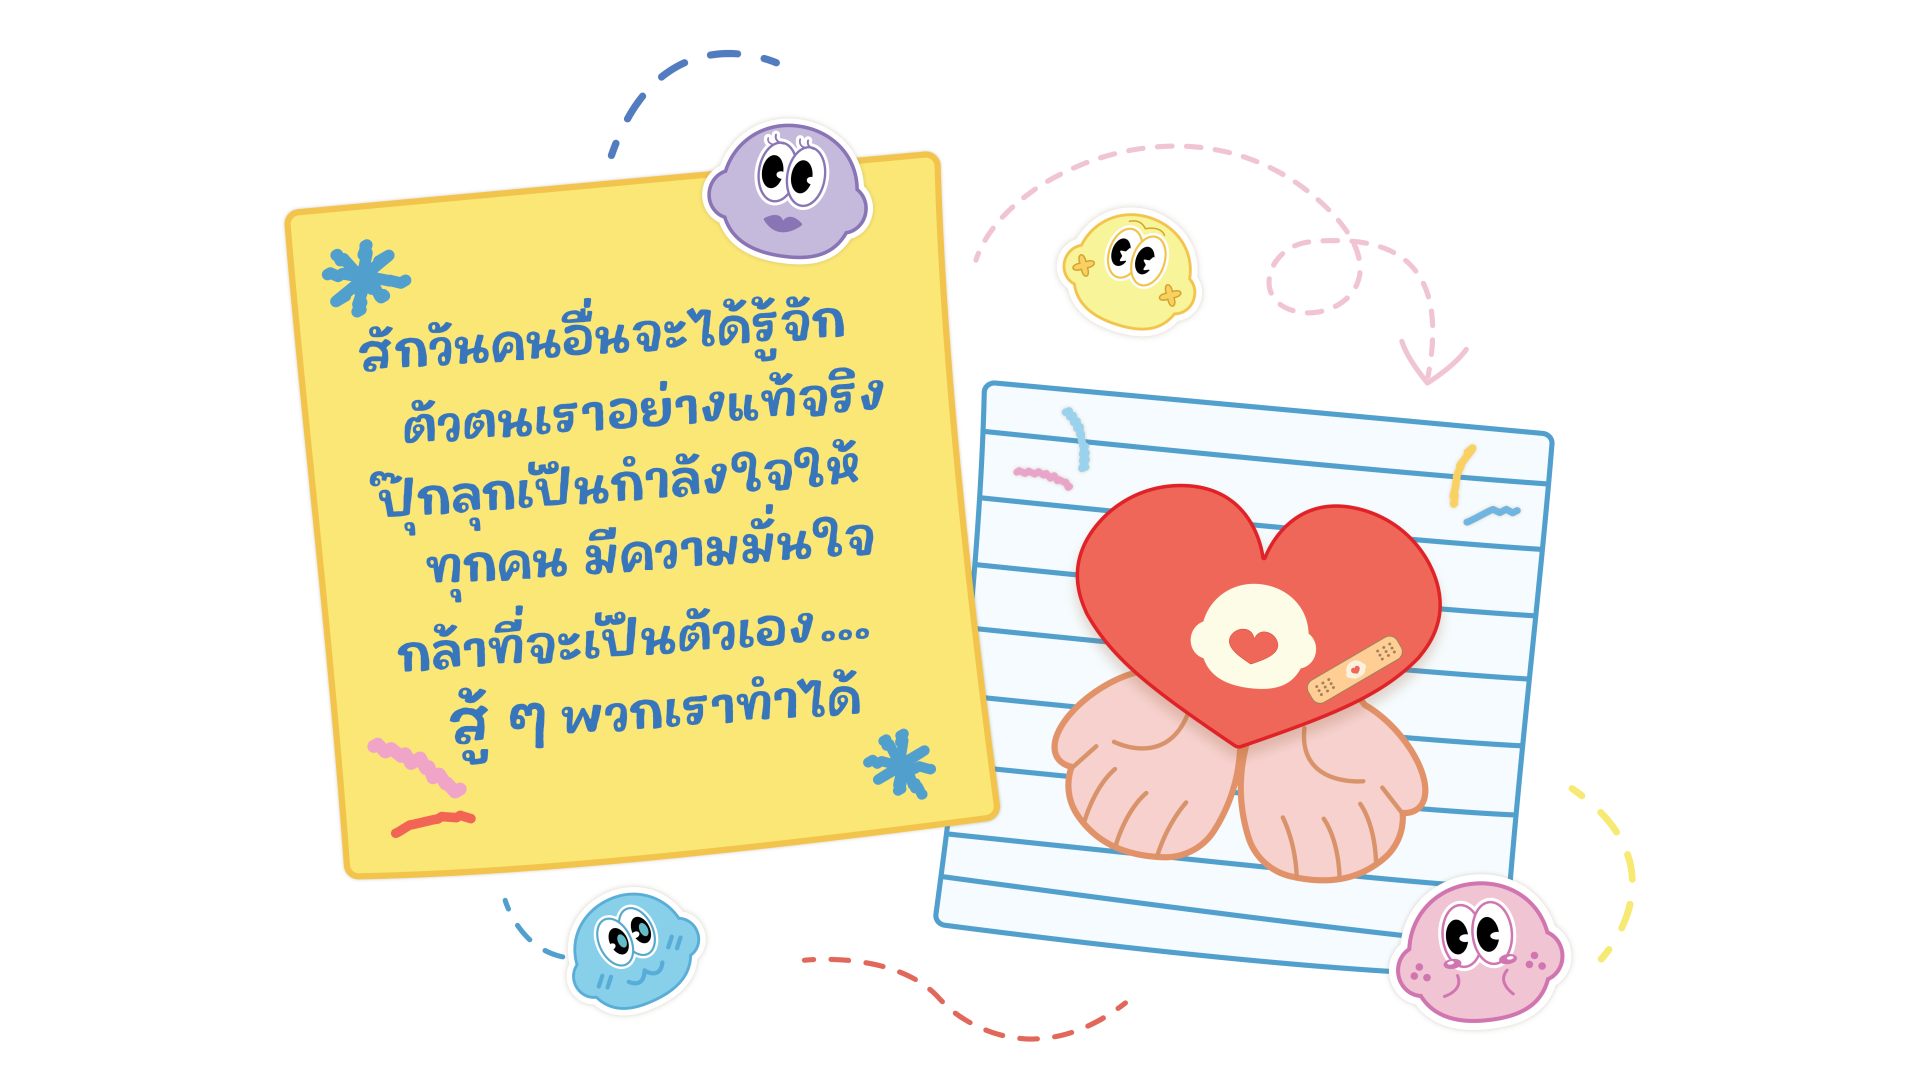 สักวันคนอื่นจะได้รู้จัก
ตัวตนเราอย่างแท้จริง
ปุ๊กลุกเป็นกำลังใจให้
ทุกคน มีความมั่นใจ
กล้าที่จะเป็นตัวเอง...
สู้ ๆ พวกเราทำได้